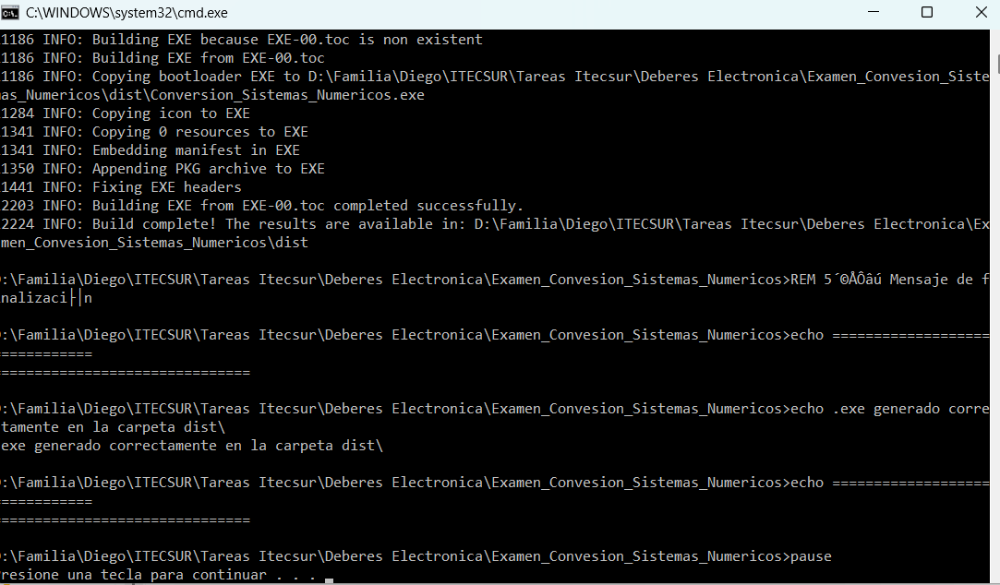 C:\WINDOWS\system32\cmd.exe
1186 INFO: Building EXE because EXE-00.toc is non existent
1186 INFO: Building EXE from EXE-00.toc
1186 INFO: Copying bootloader EXE to D:\Familia\Diego\ITECSUR\Tareas Itecsur\Deberes Electronica\Examen_Convesion_Siste
as_Numericos\dist\Conversion_Sistemas_Numericos.exe
1284 INFO: Copying icon to EXE
1341 INFO: Copying 0 resources to EXE
1341 INFO: Embedding manifest in EXE
1350 INFO: Appending PKG archive to EXE
1441 INFO: Fixing EXE headers
2203 INFO: Building EXE from EXE-00.toc completed successfully.
2224 INFO: Build complete! The results are available in: D:\Familia\Diego\ITECSUR\Tareas Itecsur\Deberes Electronica\Ex
men_Convesion_Sistemas_Numericos\dist
:\Familia\Diego\ITECSUR\Tareas Itecsur\Deberes Electronica\Examen_Convesion_Sistemas_Numericos>REM 5´©ÅÔâú Mensaje de f
nalizaci├│n
:\Familia\Diego\ITECSUR\Tareas Itecsur\Deberes Electronica\Examen_Convesion_Sistemas_Numericos>echo ===================
===========
==============================
:\Familia\Diego\ITECSUR\Tareas Itecsur\Deberes Electronica\Examen_Convesion_Sistemas_Numericos>echo .exe generado corre
tamente en la carpeta dist\
exe generado correctamente en la carpeta dist\
:\Familia\Diego\ITECSUR\Tareas Itecsur\Deberes Electronica\Examen_Convesion_Sistemas_Numericos>echo ===================
===========
==============================
:\Familia\Diego\ITECSUR\Tareas Itecsur\Deberes Electronica\Examen_Convesion_Sistemas_Numericos>pause
resione una tecla para continuar . . .